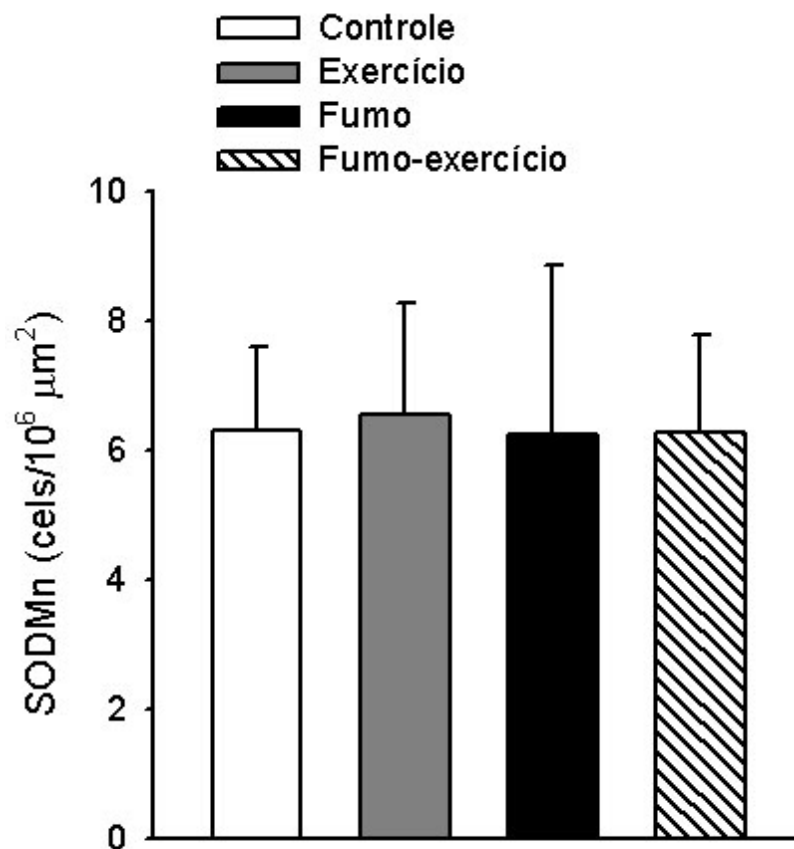 Controle
Exercício
Fumo
Fumo-exercício
SODMn (cels/10⁶ μm²)
10
8
6
4
2
0